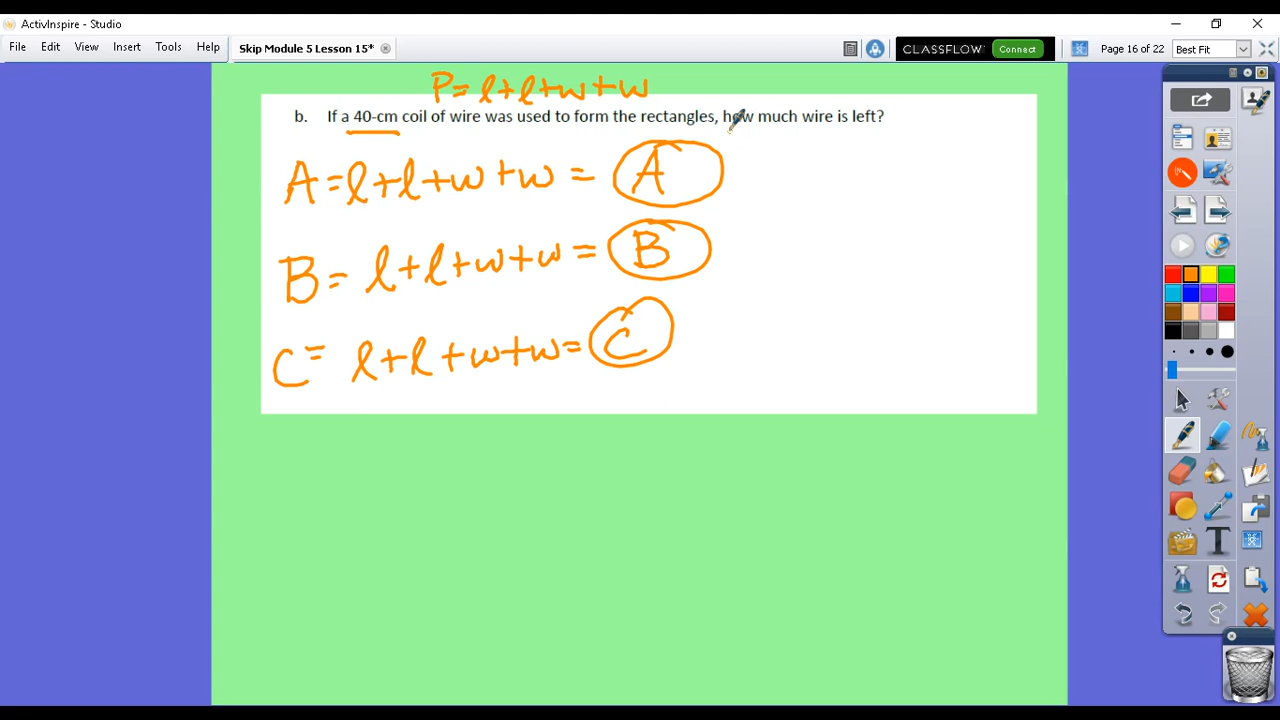 ActivInspire - Studio
File Edit View Insert Tools Help
Skip Module 5 Lesson 15*
CLASSFLOW Connect
Page 16 of 22
Best Fit
P= l+l+w+w
b. If a 40-cm coil of wire was used to form the rectangles, how much wire is left?
A=l+l+w+w = A
B= l+l+w+w= B
C= l+l+w+w= C